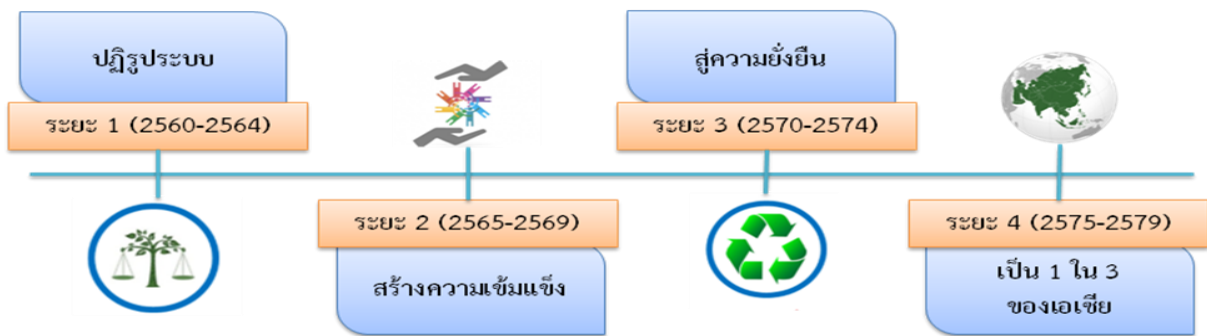 ปฏิรูประบบ
ระยะ 1 (2560-2564)
ระยะ 2 (2565-2569)
สร้างความเข้มแข็ง
สู่ความยั่งยืน
ระยะ 3 (2570-2574)
ระยะ 4 (2575-2579)
เป็น 1 ใน 3
ของเอเชีย